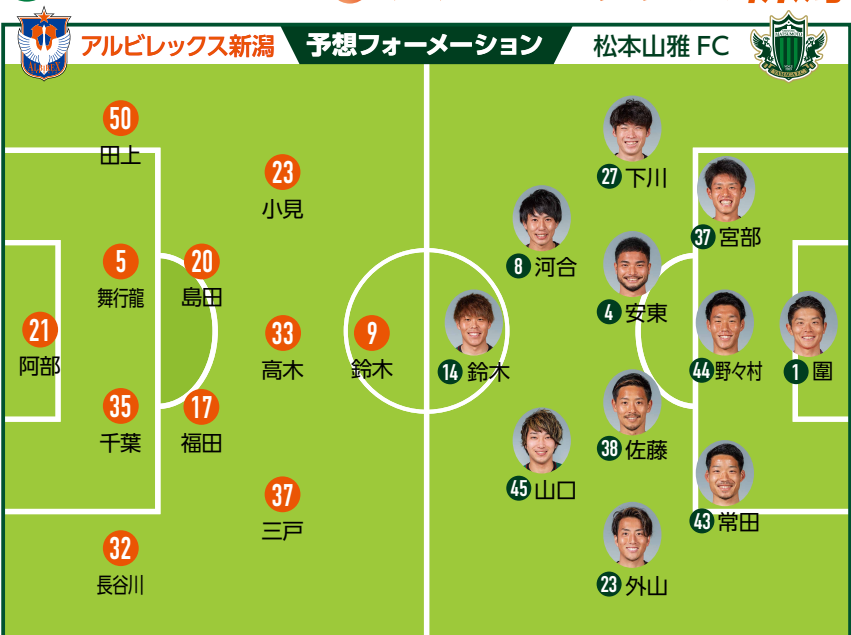 アルビレックス新潟
予想フォーメーション
松本山雅 FC
50
田上
23
小見
5
舞行龍
20
島田
21
阿部
33
高木
9
鈴木
35
千葉
17
福田
37
三戸
32
長谷川
27 下川
37 宮部
8 河合
4 安東
14 鈴木
44 野々村
1 圍
38 佐藤
45 山口
43 常田
23 外山